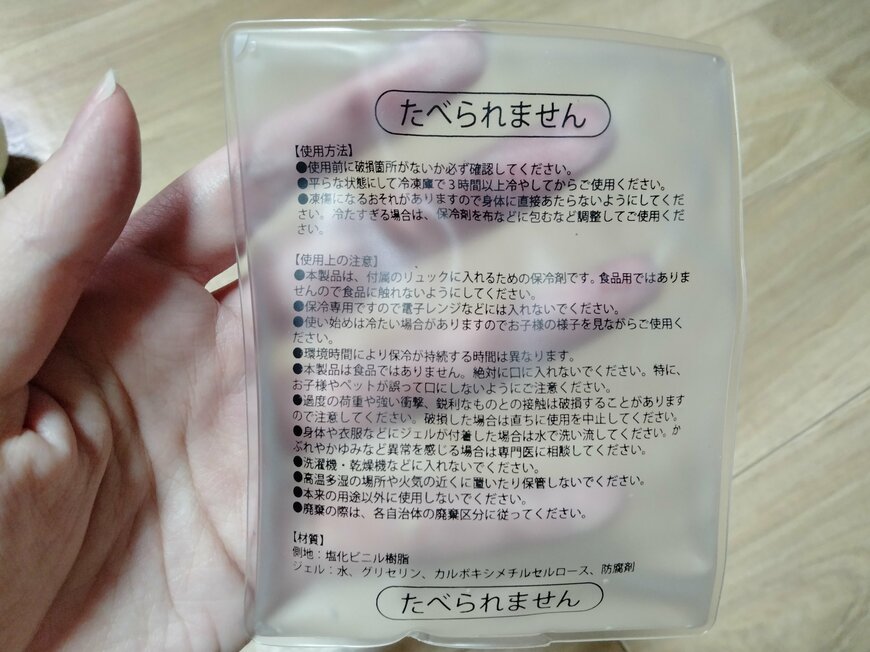 たべられません
【使用方法】
●使用前に破損箇所がないか必ず確認してください。
●平らな状態にして冷凍庫で3時間以上冷やしてからご使用ください。
●凍傷になるおそれがありますので身体に直接あたらないようにしてくだ
さい。冷たすぎる場合は、保冷剤を布などに包むなど調整してご使用くだ
さい。
【使用上の注意】
●本製品は、付属のリュックに入れるための保冷剤です。食品用ではありま
せんので食品に触れないようにしてください。
●保冷専用ですので電子レンジなどには入れないでください。
●使い始めは冷たい場合がありますのでお子様の様子を見ながらご使用く
ださい。
●環境時間により保冷が持続する時間は異なります。
●本製品は食品ではありません。絶対に口に入れないでください。特に、
お子様やペットが誤って口にしないようにご注意ください。
●過度の荷重や強い衝撃、鋭利なものとの接触は破損することがあります
ので注意してください。破損した場合は直ちに使用を中止してください。
●身体や衣服などにジェルが付着した場合は水で洗い流してください。か
ぶれやかゆみなど異常を感じる場合は専門医に相談してください。
●洗濯機・乾燥機などに入れないでください。
●高温多湿の場所や火気の近くに置いたり保管しないでください。
●本来の用途以外に使用しないでください。
●廃棄の際は、各自治体の廃棄区分に従ってください。
【材質】
側地：塩化ビニル樹脂
ジェル：水、グリセリン、カルボキシメチルセルロース、防腐剤
たべられません